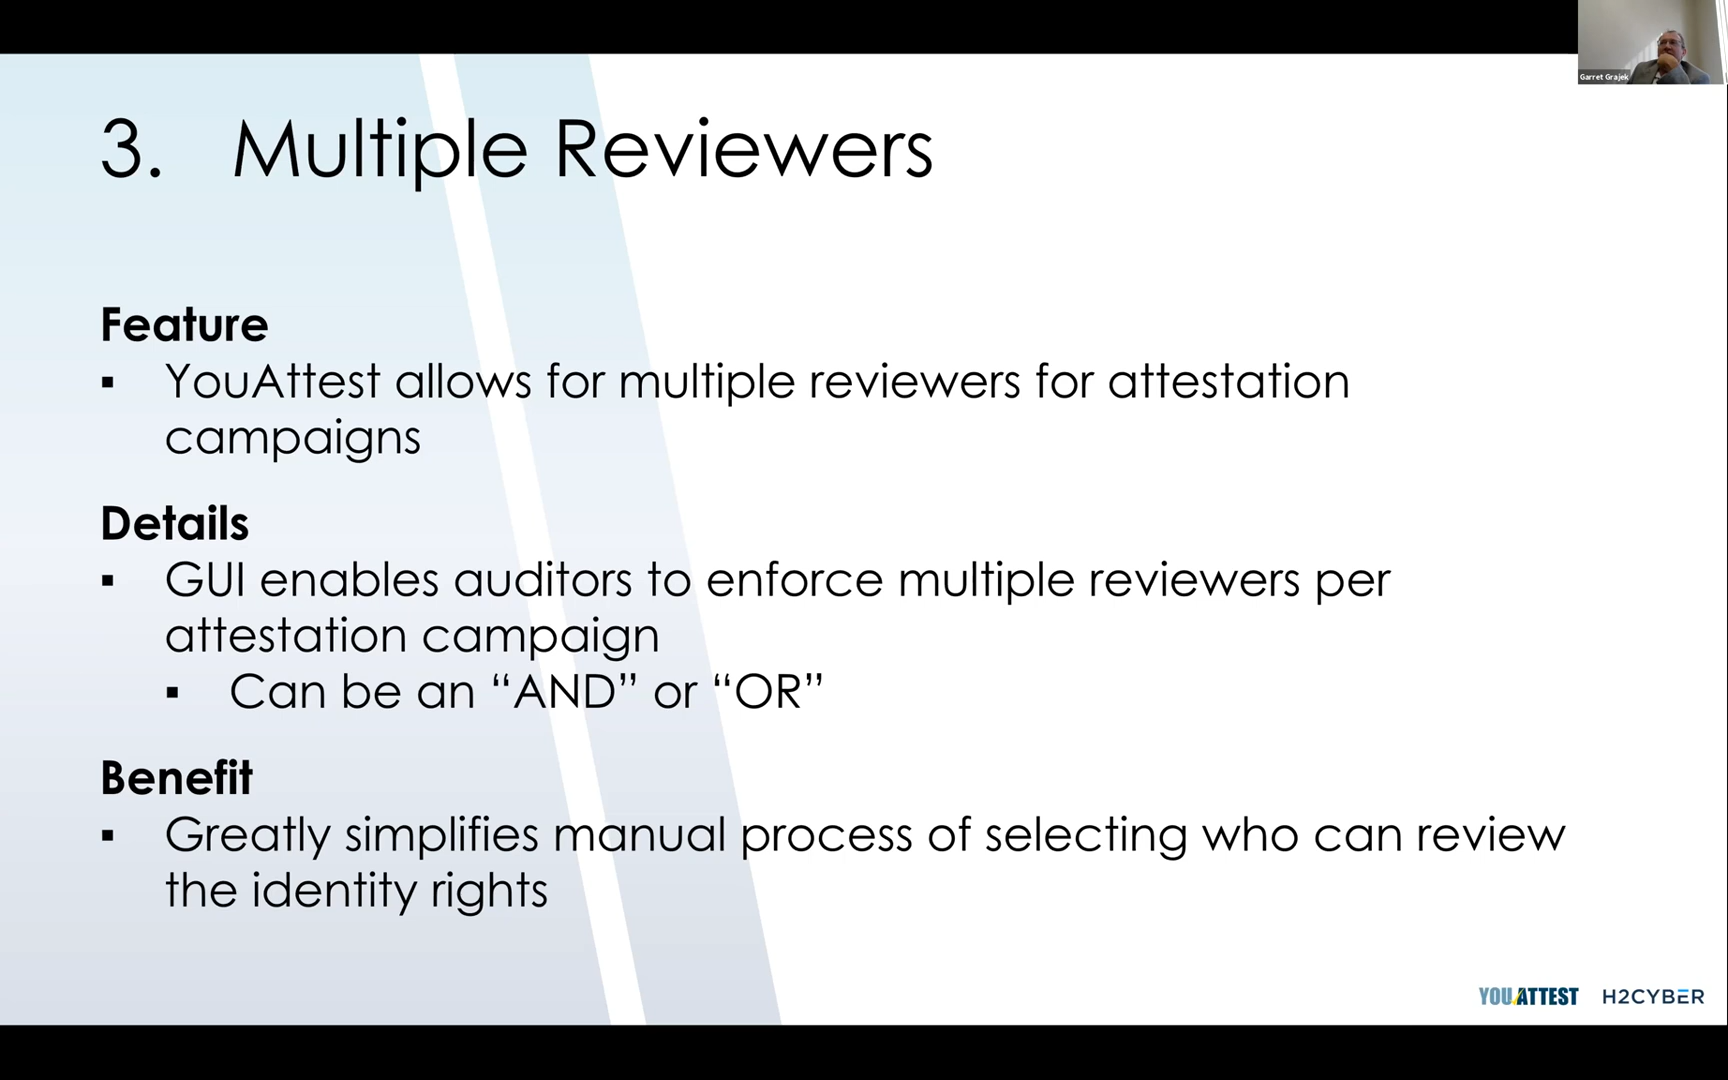 Garret Grajek
3. Multiple Reviewers
Feature
▪ YouAttest allows for multiple reviewers for attestation
campaigns
Details
▪ GUI enables auditors to enforce multiple reviewers per
attestation campaign
▪ Can be an “AND” or “OR”
Benefit
▪ Greatly simplifies manual process of selecting who can review
the identity rights
YOUATTEST H2CYBER